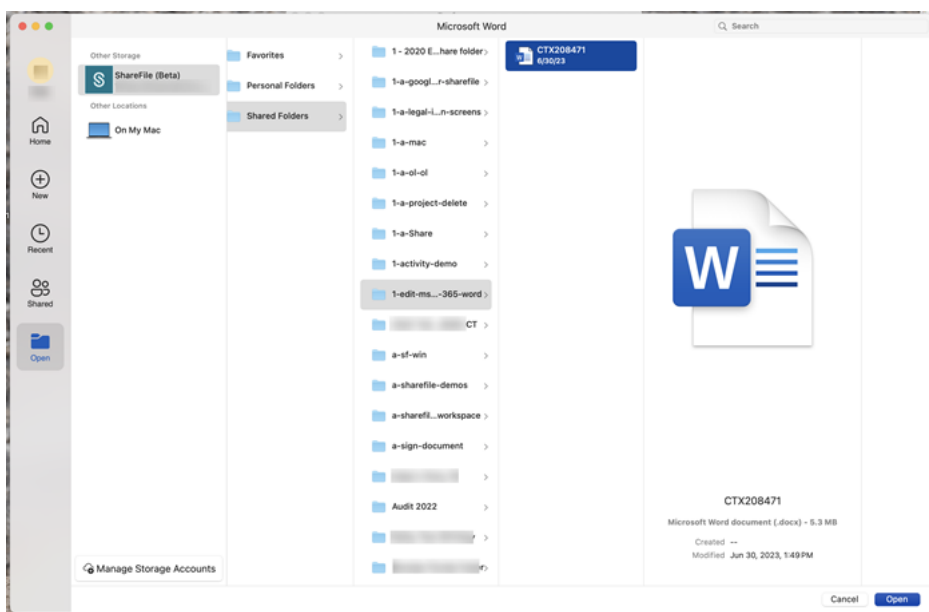 Microsoft Word
Search
Home
New
Recent
Shared
Open
Other Storage
ShareFile (Beta)
Other Locations
On My Mac
Manage Storage Accounts
Favorites
Personal Folders
Shared Folders
1 - 2020 E...hare folder
1-a-googl...r-sharefile
1-a-legal-i...n-screens
1-a-mac
1-a-ol-ol
1-a-project-delete
1-a-Share
1-activity-demo
1-edit-ms...-365-word
CT
a-sf-win
a-sharefile-demos
a-sharefil...workspace
a-sign-document
Audit 2022
CTX208471
6/30/23
W
CTX208471
Microsoft Word document (.docx) - 5.3 MB
Created --
Modified Jun 30, 2023, 1:49 PM
Cancel
Open